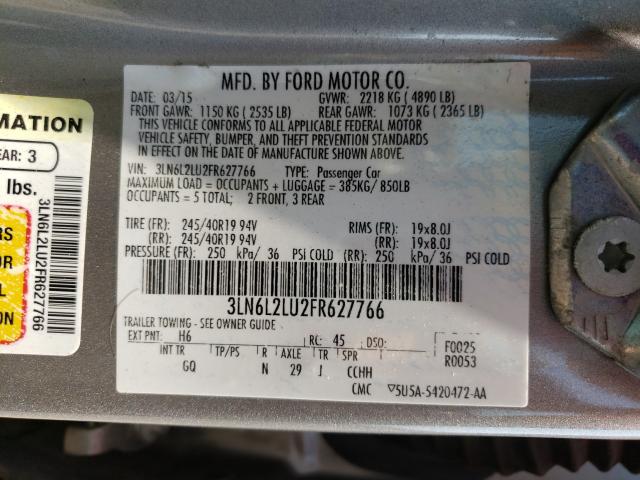 MFD. BY FORD MOTOR CO.
DATE: 03/15 GVWR: 2218 KG ( 4890 LB)
FRONT GAWR: 1150 KG ( 2535 LB) REAR GAWR: 1073 KG ( 2365 LB)
THIS VEHICLE CONFORMS TO ALL APPLICABLE FEDERAL MOTOR
VEHICLE SAFETY, BUMPER, AND THEFT PREVENTION STANDARDS
IN EFFECT ON THE DATE OF MANUFACTURE SHOWN ABOVE.
VIN: 3LN6L2LU2FR627766 TYPE: Passenger Car
MAXIMUM LOAD = OCCUPANTS + LUGGAGE = 385KG/ 850LB
OCCUPANTS = 5 TOTAL; 2 FRONT, 3 REAR
TIRE (FR): 245/40R19 94V RIMS (FR): 19x8.0J
(RR): 245/40R19 94V (RR): 19x8.0J
PRESSURE (FR): 250 kPa/ 36 PSI COLD (RR): 250 kPa/ 36 PSI COLD
3LN6L2LU2FR627766
TRAILER TOWING - SEE OWNER GUIDE
EXT PNT: H6 RC: 45 DSO: F0025
R0053
INT TR TP/PS R AXLE TR SPR
GQ N 29 J CCHH
CMC ▽5U5A-5420472-AA
RMATION
EAR: 3
lbs.
RS
OR
L
NG
3LN6L2LU2FR627766